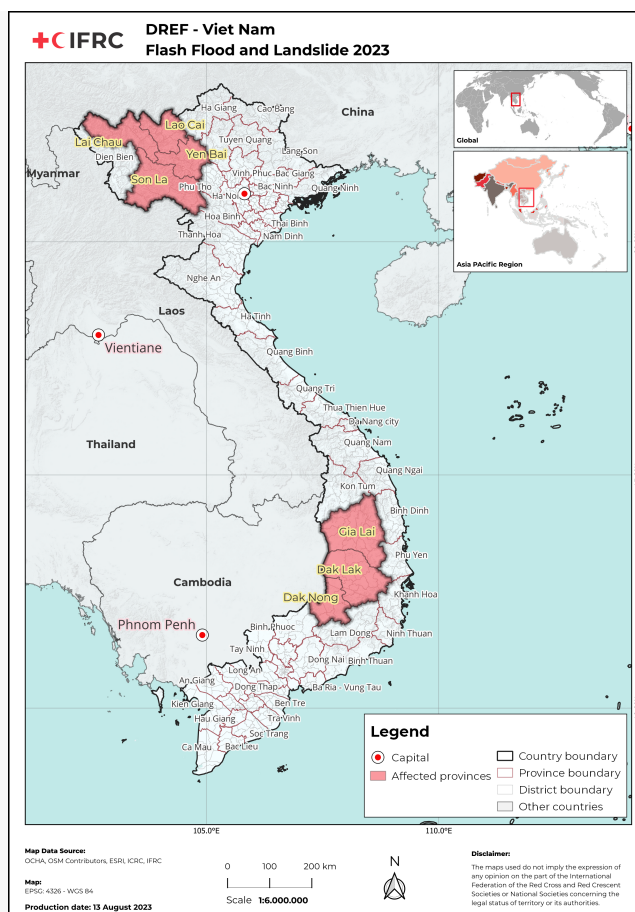 IFRC
DREF - Viet Nam
Flash Flood and Landslide 2023
Global
Asia PAcific Region
China
Myanmar
Laos
Thailand
Cambodia
Vientiane
Phnom Penh
Ha Giang
Cao Bang
Lao Cai
Lai Chau
Tuyen Quang
Dien Bien
Yen Bai
Lang Son
Son La
Vinh Phuc
Bac Giang
Phu Tho
Bac Ninh
Quang Ninh
Ha Noi
Hoa Binh
Thai Binh
Thanh Hoa
Nam Dinh
Nghe An
Ha Tinh
Quang Binh
Quang Tri
Thua Thien Hue
Da Nang city
Quang Nam
Quang Ngai
Kon Tum
Binh Dinh
Gia Lai
Phu Yen
Dak Lak
Dak Nong
Khanh Hoa
Binh Phuoc
Lam Dong
Ninh Thuan
Tay Ninh
Dong Nai
Binh Thuan
Long An
An Giang
Dong Thap
Ba Ria - Vung Tau
Kien Giang
Ben Tre
Hau Giang
Tra Vinh
Soc Trang
Ca Mau
Bac Lieu
Legend
Capital
Affected provinces
Country boundary
Province boundary
District boundary
Other countries
105.0°E
110.0°E
Map Data Source:
OCHA, OSM Contributors, ESRI, ICRC, IFRC
Map:
EPSG: 4326 - WGS 84
Production date: 13 August 2023
0 100 200 km
Scale 1:6.000.000
N
Disclaimer:
The maps used do not imply the expression of
any opinion on the part of the International
Federation of the Red Cross and Red Crescent
Societies or National Societies concerning the
legal status of territory or its authorities.